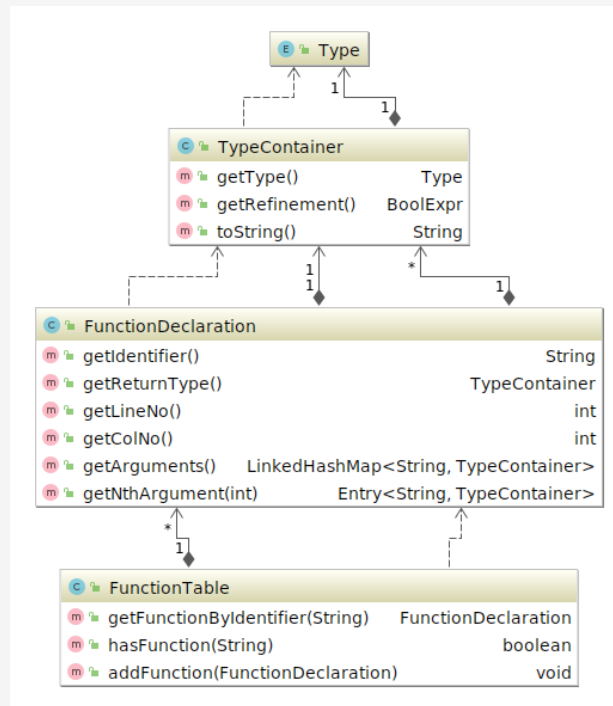 E Type
1
1
C TypeContainer
m getType() Type
m getRefinement() BoolExpr
m toString() String
1 *
1 1
C FunctionDeclaration
m getIdentifier() String
m getReturnType() TypeContainer
m getLineNo() int
m getColNo() int
m getArguments() LinkedHashMap<String, TypeContainer>
m getNthArgument(int) Entry<String, TypeContainer>
*
1
C FunctionTable
m getFunctionByIdentifier(String) FunctionDeclaration
m hasFunction(String) boolean
m addFunction(FunctionDeclaration) void